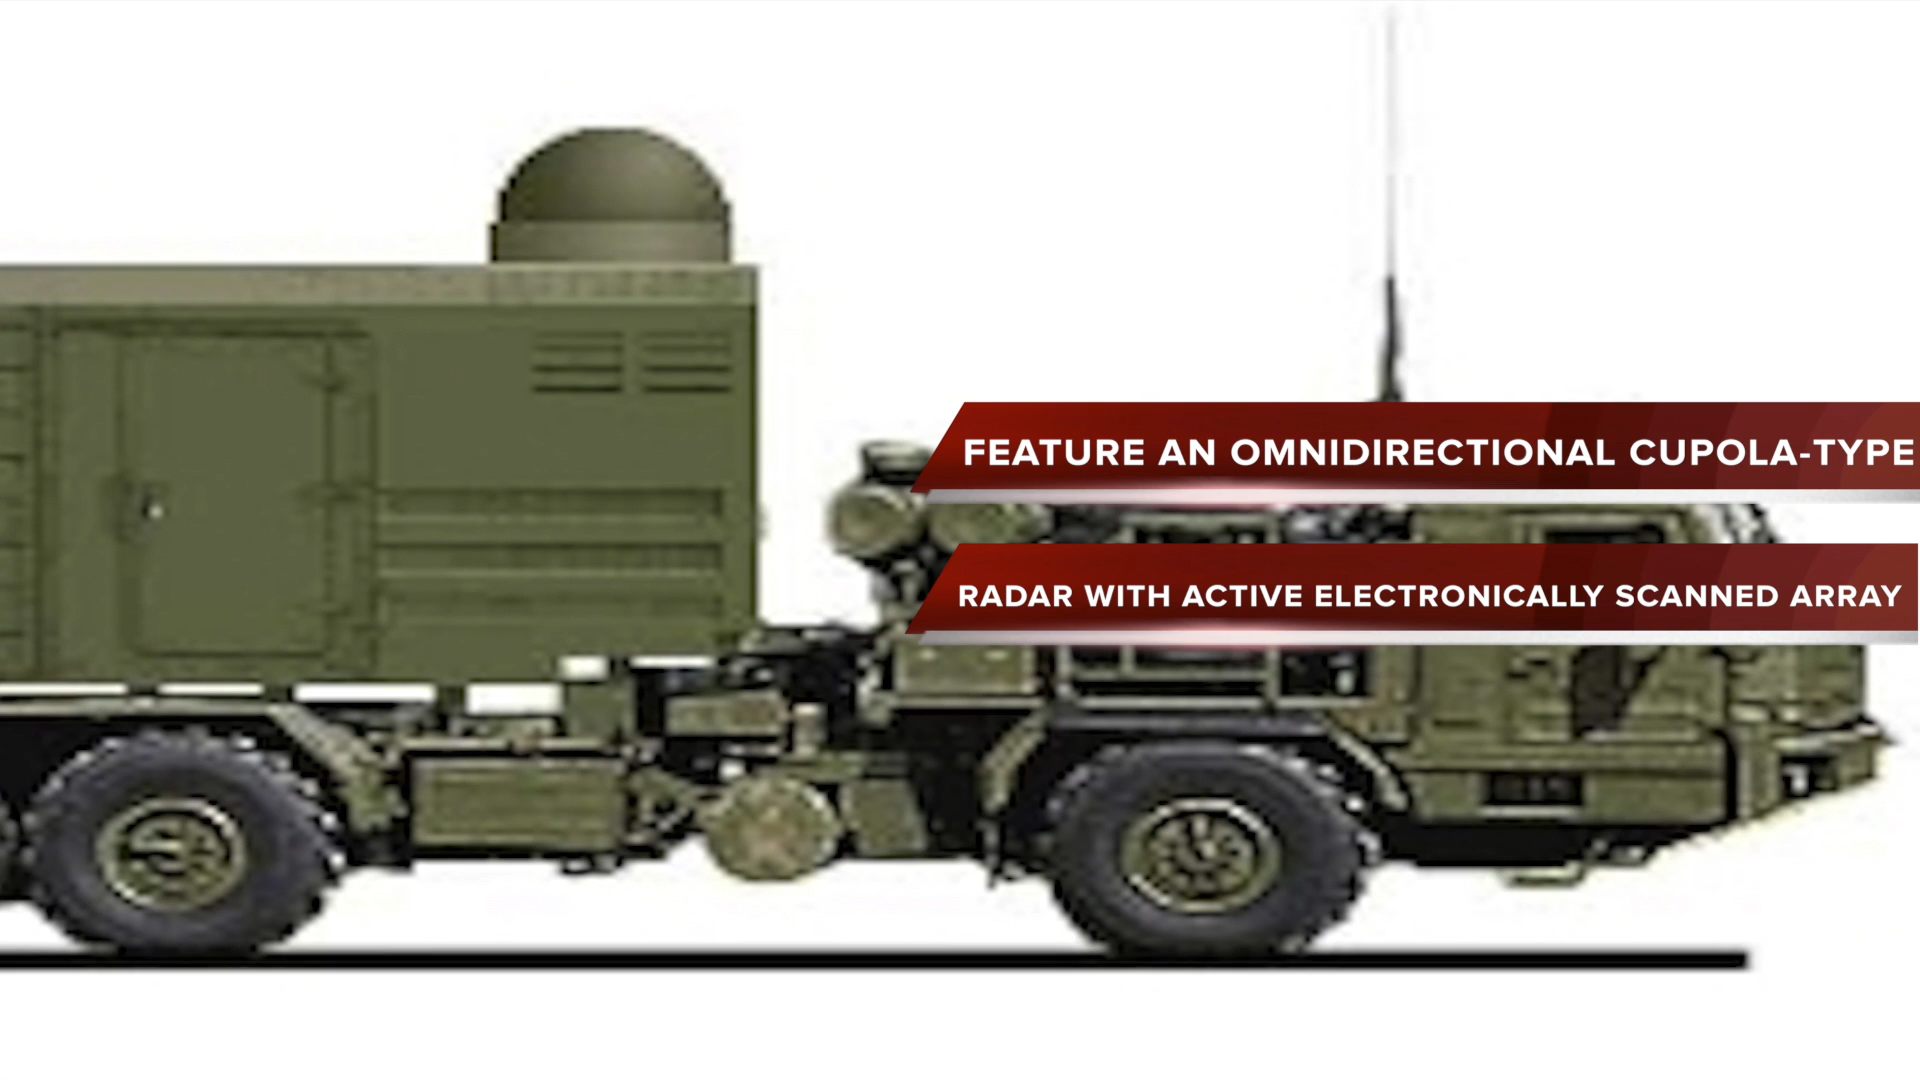 FEATURE AN OMNIDIRECTIONAL CUPOLA-TYPE
RADAR WITH ACTIVE ELECTRONICALLY SCANNED ARRAY